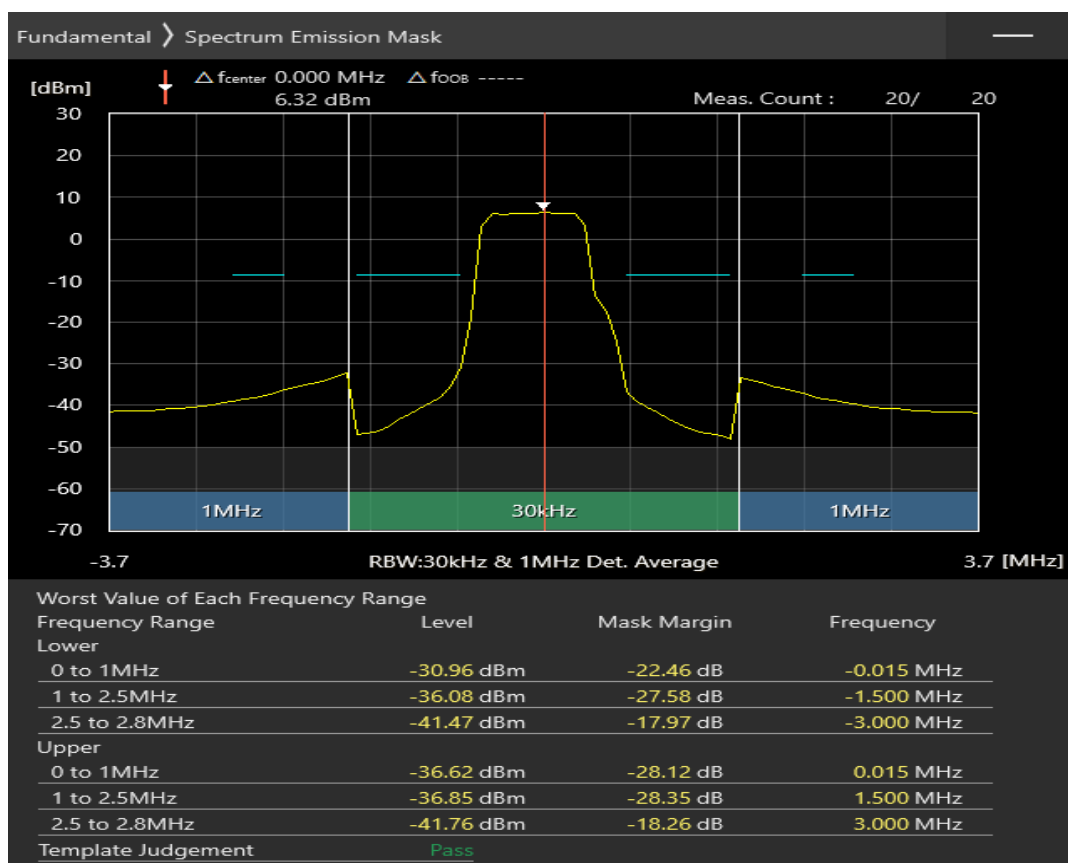 Fundamental ❯ Spectrum Emission Mask
△ fcenter 0.000 MHz △ fOOB -----
[dBm]
6.32 dBm Meas. Count : 20/ 20
30
20
10
0
-10
-20
-30
-40
-50
-60
1MHz 30kHz 1MHz
-70
-3.7 RBW:30kHz & 1MHz Det. Average 3.7 [MHz]
Worst Value of Each Frequency Range
Frequency Range Level Mask Margin Frequency
Lower
0 to 1MHz -30.96 dBm -22.46 dB -0.015 MHz
1 to 2.5MHz -36.08 dBm -27.58 dB -1.500 MHz
2.5 to 2.8MHz -41.47 dBm -17.97 dB -3.000 MHz
Upper
0 to 1MHz -36.62 dBm -28.12 dB 0.015 MHz
1 to 2.5MHz -36.85 dBm -28.35 dB 1.500 MHz
2.5 to 2.8MHz -41.76 dBm -18.26 dB 3.000 MHz
Template Judgement Pass